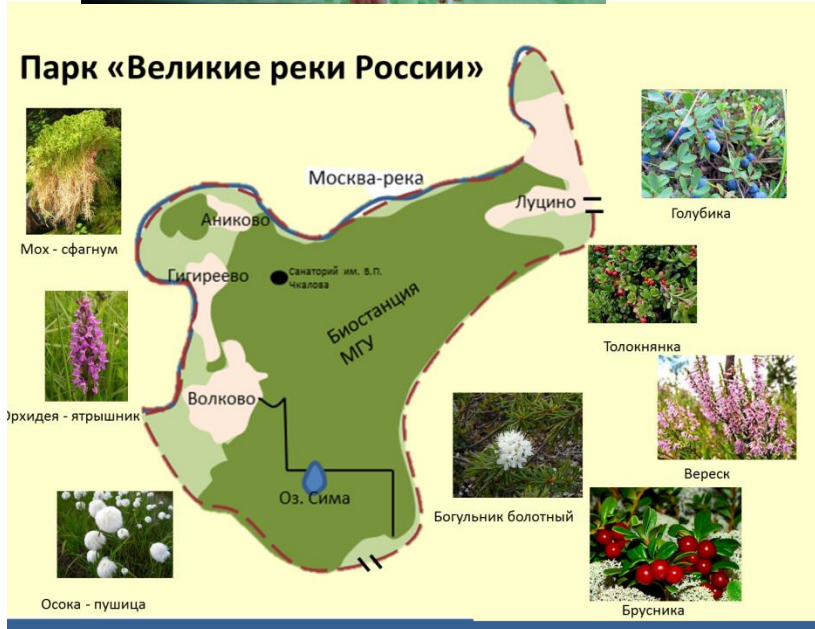 Парк «Великие реки России»
Москва-река
Мох - сфагнум
Аниково
Луцино
Голубика
Гигиреево
Санаторий им. В.П.
Чкалова
Биостанция
МГУ
Толокнянка
Орхидея - ятрышник
Волково
Вереск
Оз. Сима
Богульник болотный
Осока - пушица
Брусника